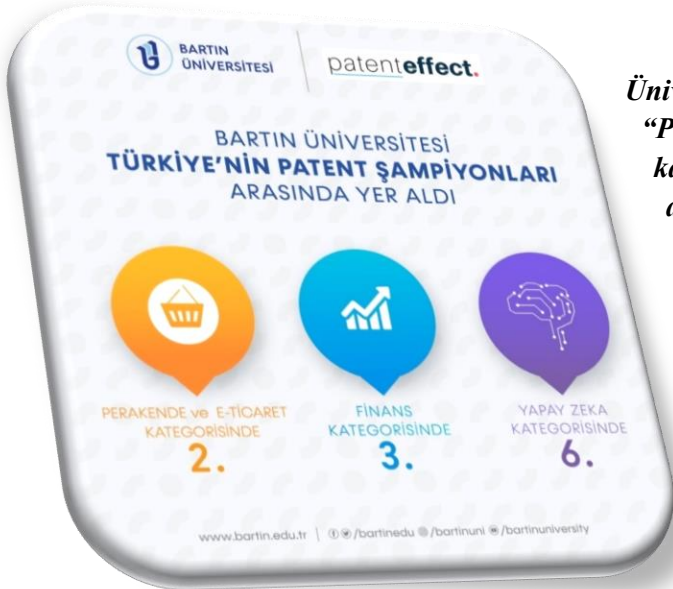 BARTIN
ÜNİVERSİTESİ
patenteffect.
BARTIN ÜNİVERSİTESİ
TÜRKİYE'NİN PATENT ŞAMPİYONLARI
ARASINDA YER ALDI
PERAKENDE ve E-TİCARET
KATEGORİSİNDE
2.
FİNANS
KATEGORİSİNDE
3.
YAPAY ZEKA
KATEGORİSİNDE
6.
www.bartin.edu.tr | /bartinedu /bartinuni /bartinuniversity